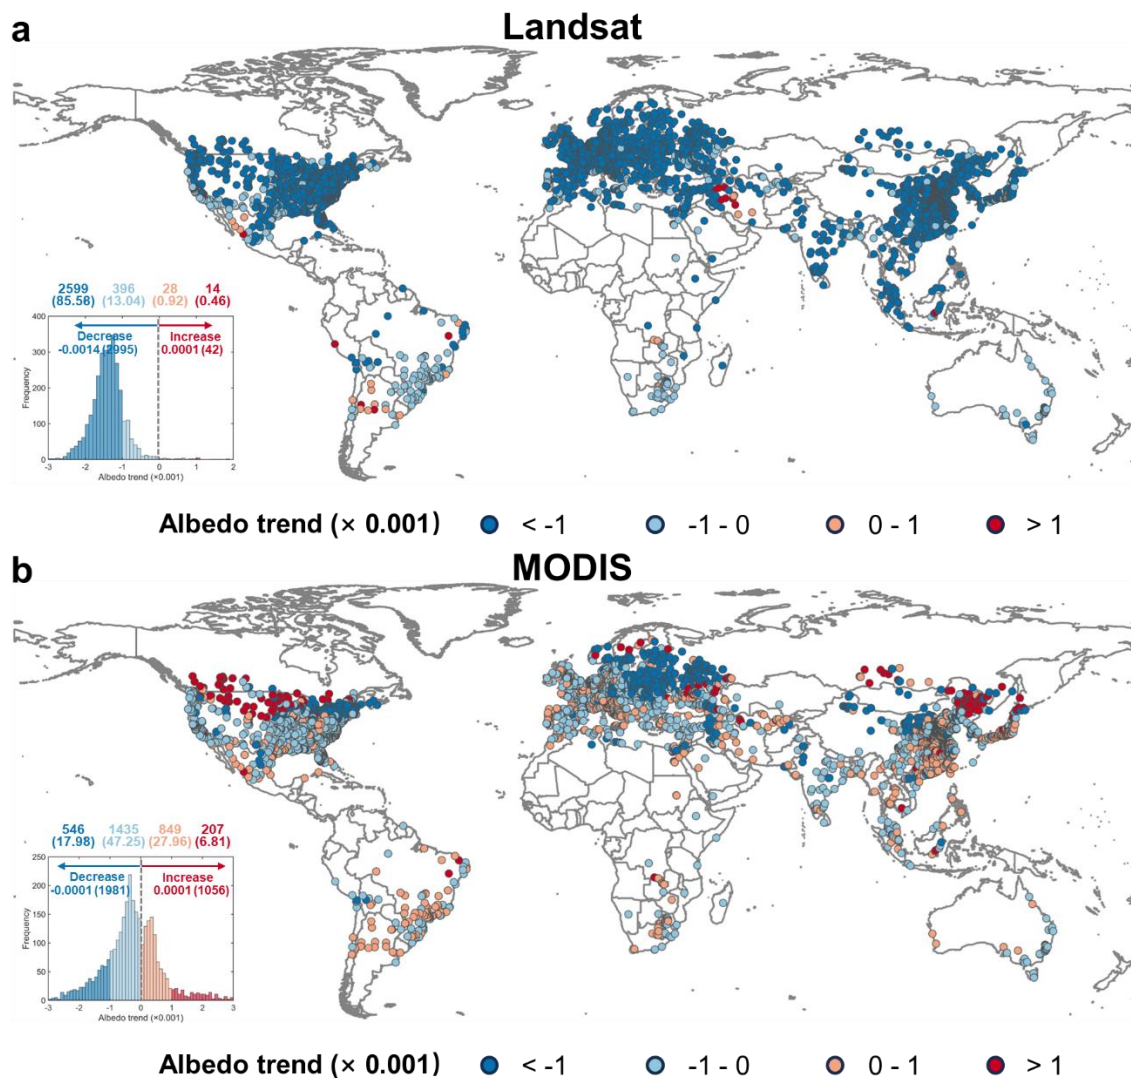 a
Landsat
2599 396 28 14
(85.58) (13.04) (0.92) (0.46)
Decrease Increase
-0.0014 (2995) 0.0001 (42)
400
300
200
100
0
Frequency
-3 -2 -1 0 1 2
Albedo trend (×0.001)
Albedo trend (× 0.001) < -1 -1 - 0 0 - 1 > 1
b
MODIS
546 1435 849 207
(17.98) (47.25) (27.96) (6.81)
Decrease Increase
-0.0001 (1981) 0.0001 (1056)
250
200
150
100
50
0
Frequency
-3 -2 -1 0 1 2 3
Albedo trend (×0.001)
Albedo trend (× 0.001) < -1 -1 - 0 0 - 1 > 1